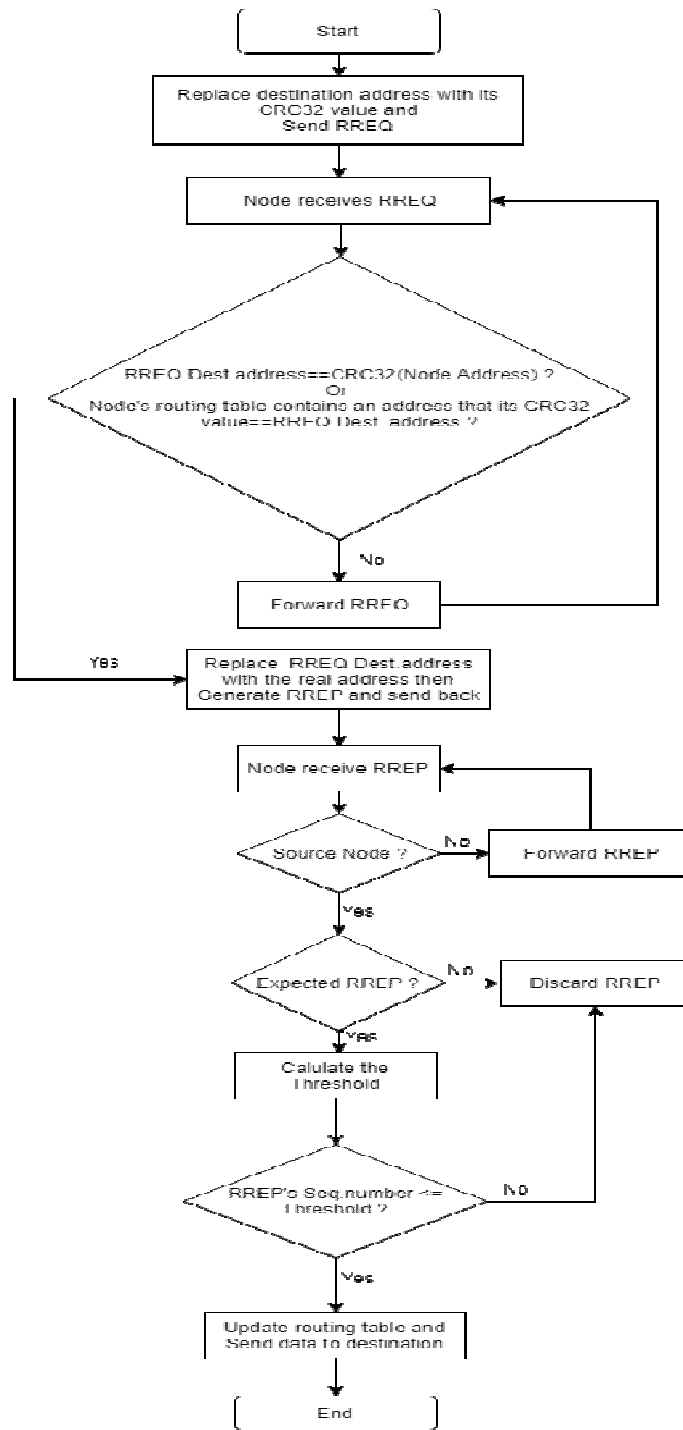 Start
Replace destination address with its
CRC32 value and
Send RREQ
Node receives RREQ
RREQ Dest.address==CRC32(Node Address) ?
Or
Node's routing table contains an address that its CRC32
value==RREQ Dest. address ?
No
Forward RREQ
Yes
Replace RREQ Dest.address
with the real address then
Generate RREP and send back
Node receive RREP
Source Node ?
No
Forward RREP
Yes
Expected RREP ?
No
Discard RREP
Yes
Calulate the
Threshold
RREP's Seq.number <=
Threshold ?
No
Yes
Update routing table and
Send data to destination
End